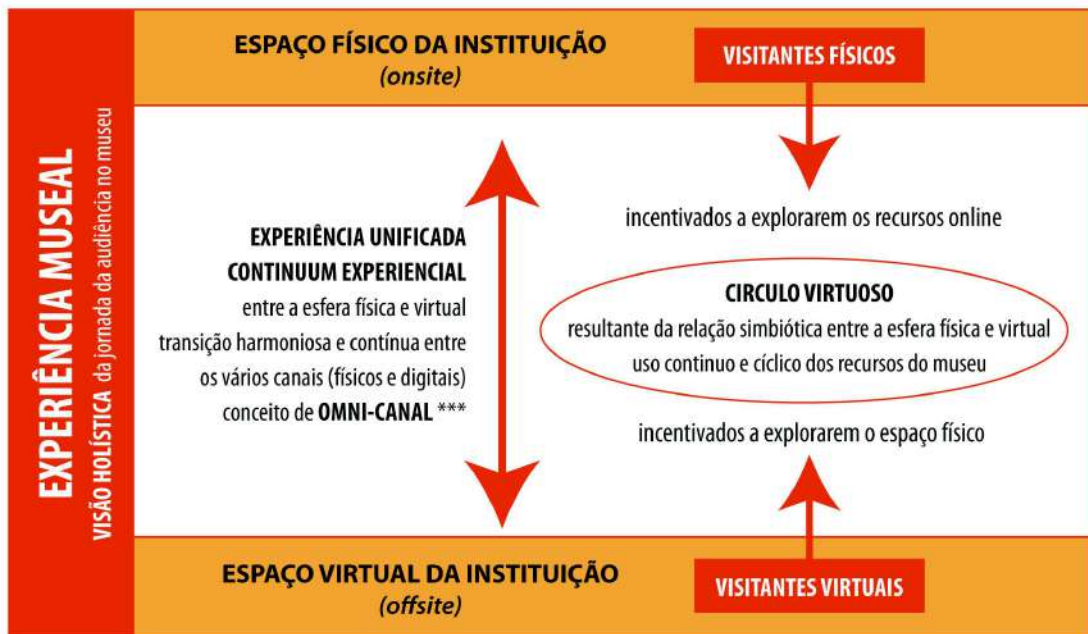 EXPERIÊNCIA MUSEAL
VISÃO HOLÍSTICA da jornada da audiência no museu
ESPAÇO FÍSICO DA INSTITUIÇÃO
(onsite)
VISITANTES FÍSICOS
incentivados a explorarem os recursos online
EXPERIÊNCIA UNIFICADA
CONTINUUM EXPERIENCIAL
entre a esfera física e virtual
transição harmoniosa e contínua entre
os vários canais (físicos e digitais)
conceito de OMNI-CANAL ***
CIRCULO VIRTUOSO
resultante da relação simbiótica entre a esfera física e virtual
uso continuo e cíclico dos recursos do museu
incentivados a explorarem o espaço físico
ESPAÇO VIRTUAL DA INSTITUIÇÃO
(offsite)
VISITANTES VIRTUAIS